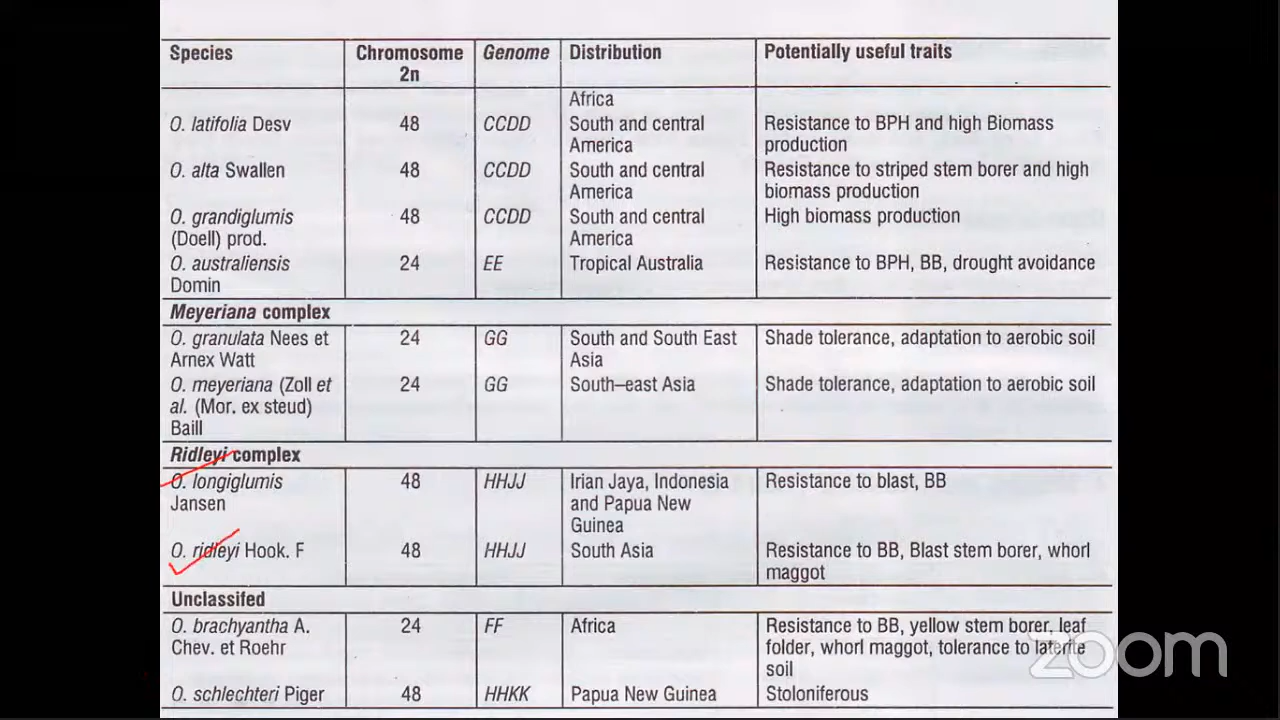 Species Chromosome 2n Genome Distribution Potentially useful traits
Africa
O. latifolia Desv 48 CCDD South and central America Resistance to BPH and high Biomass production
O. alta Swallen 48 CCDD South and central America Resistance to striped stem borer and high biomass production
O. grandiglumis (Doell) prod. 48 CCDD South and central America High biomass production
O. australiensis Domin 24 EE Tropical Australia Resistance to BPH, BB, drought avoidance
Meyeriana complex
O. granulata Nees et Arnex Watt 24 GG South and South East Asia Shade tolerance, adaptation to aerobic soil
O. meyeriana (Zoll et al. (Mor. ex steud) Baill 24 GG South–east Asia Shade tolerance, adaptation to aerobic soil
Ridleyi complex
O. longiglumis Jansen 48 HHJJ Irian Jaya, Indonesia and Papua New Guinea Resistance to blast, BB
O. ridleyi Hook. F 48 HHJJ South Asia Resistance to BB, Blast stem borer, whorl maggot
Unclassifed
O. brachyantha A. Chev. et Roehr 24 FF Africa Resistance to BB, yellow stem borer, leaf folder, whorl maggot, tolerance to laterite soil
O. schlechteri Piger 48 HHKK Papua New Guinea Stoloniferous
zoom